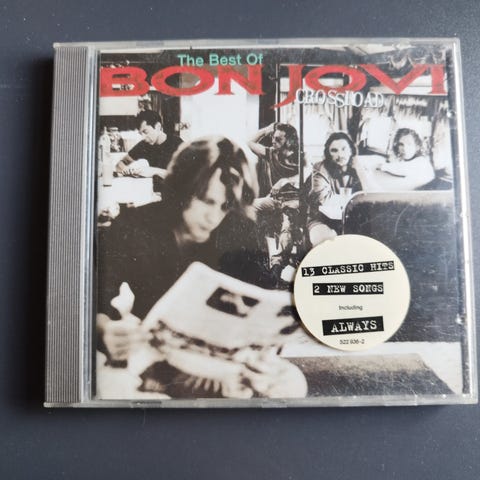 The Best Of
BON JOVI
CROSSROAD
13 CLASSIC HITS
2 NEW SONGS
Including
ALWAYS
522 936-2